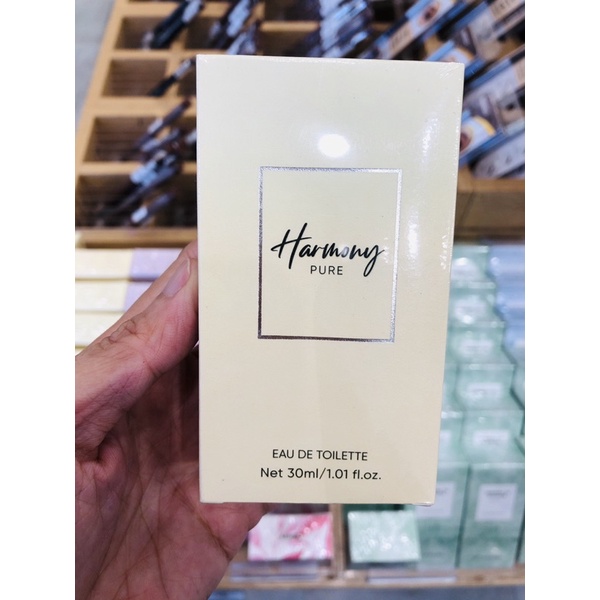 Harmony
PURE
EAU DE TOILETTE
Net 30ml/1.01 fl.oz.